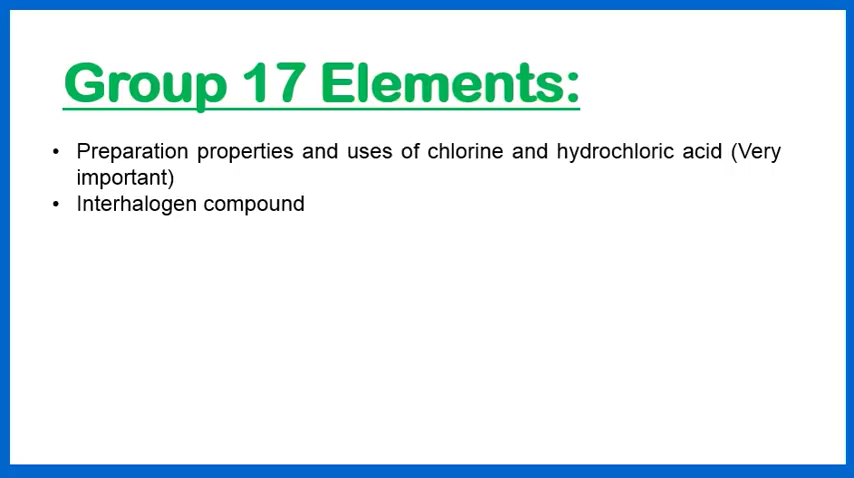 Group 17 Elements:
• Preparation properties and uses of chlorine and hydrochloric acid (Very
important)
• Interhalogen compound